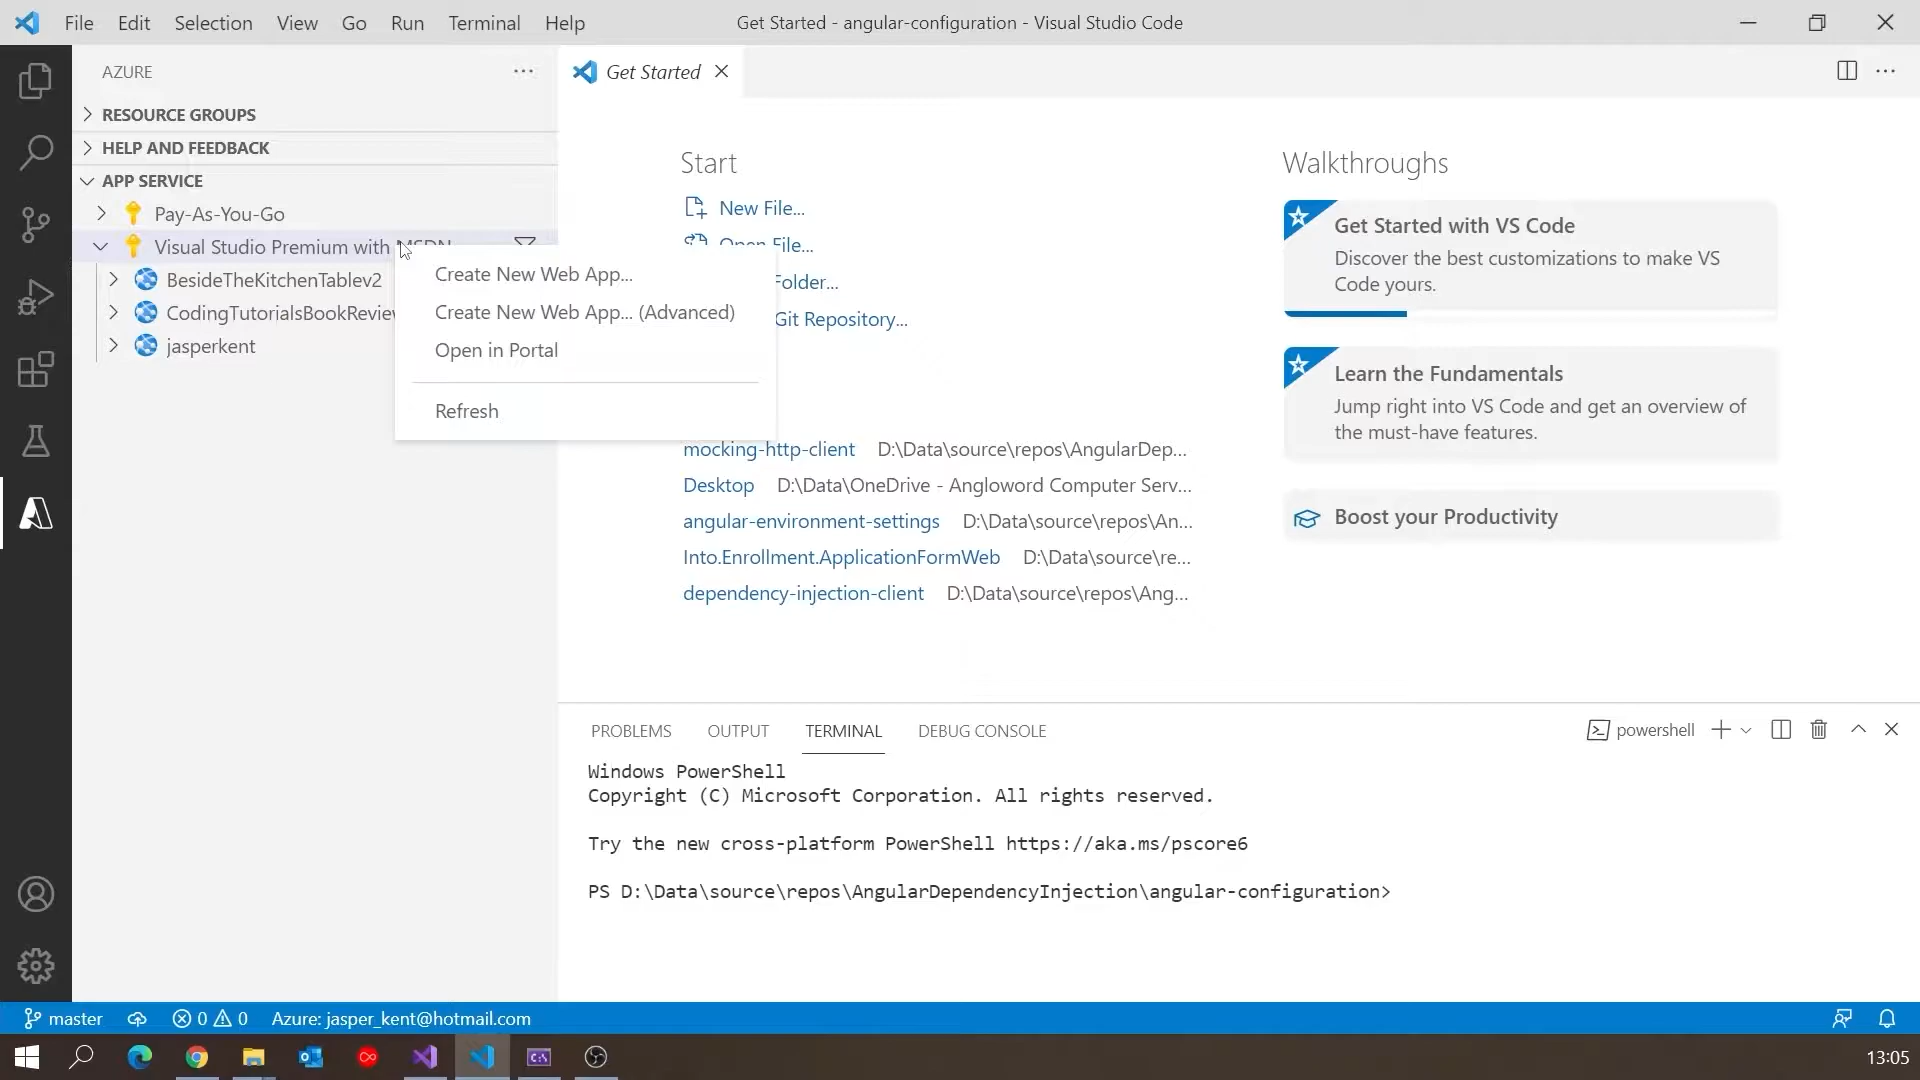 File Edit Selection View Go Run Terminal Help
Get Started - angular-configuration - Visual Studio Code
AZURE
RESOURCE GROUPS
HELP AND FEEDBACK
APP SERVICE
Pay-As-You-Go
Visual Studio Premium with MSDN
BesideTheKitchenTablev2
CodingTutorialsBookReview
jasperkent
Create New Web App...
Create New Web App... (Advanced)
Open in Portal
Refresh
Get Started
Start
New File...
Open File...
Folder...
Git Repository...
mocking-http-client D:\Data\source\repos\AngularDep...
Desktop D:\Data\OneDrive - Angloword Computer Serv...
angular-environment-settings D:\Data\source\repos\An...
Into.Enrollment.ApplicationFormWeb D:\Data\source\re...
dependency-injection-client D:\Data\source\repos\Ang...
Walkthroughs
Get Started with VS Code
Discover the best customizations to make VS
Code yours.
Learn the Fundamentals
Jump right into VS Code and get an overview of
the must-have features.
Boost your Productivity
PROBLEMS OUTPUT TERMINAL DEBUG CONSOLE
powershell
Windows PowerShell
Copyright (C) Microsoft Corporation. All rights reserved.
Try the new cross-platform PowerShell https://aka.ms/pscore6
PS D:\Data\source\repos\AngularDependencyInjection\angular-configuration>
master 0 0 Azure: jasper_kent@hotmail.com
13:05